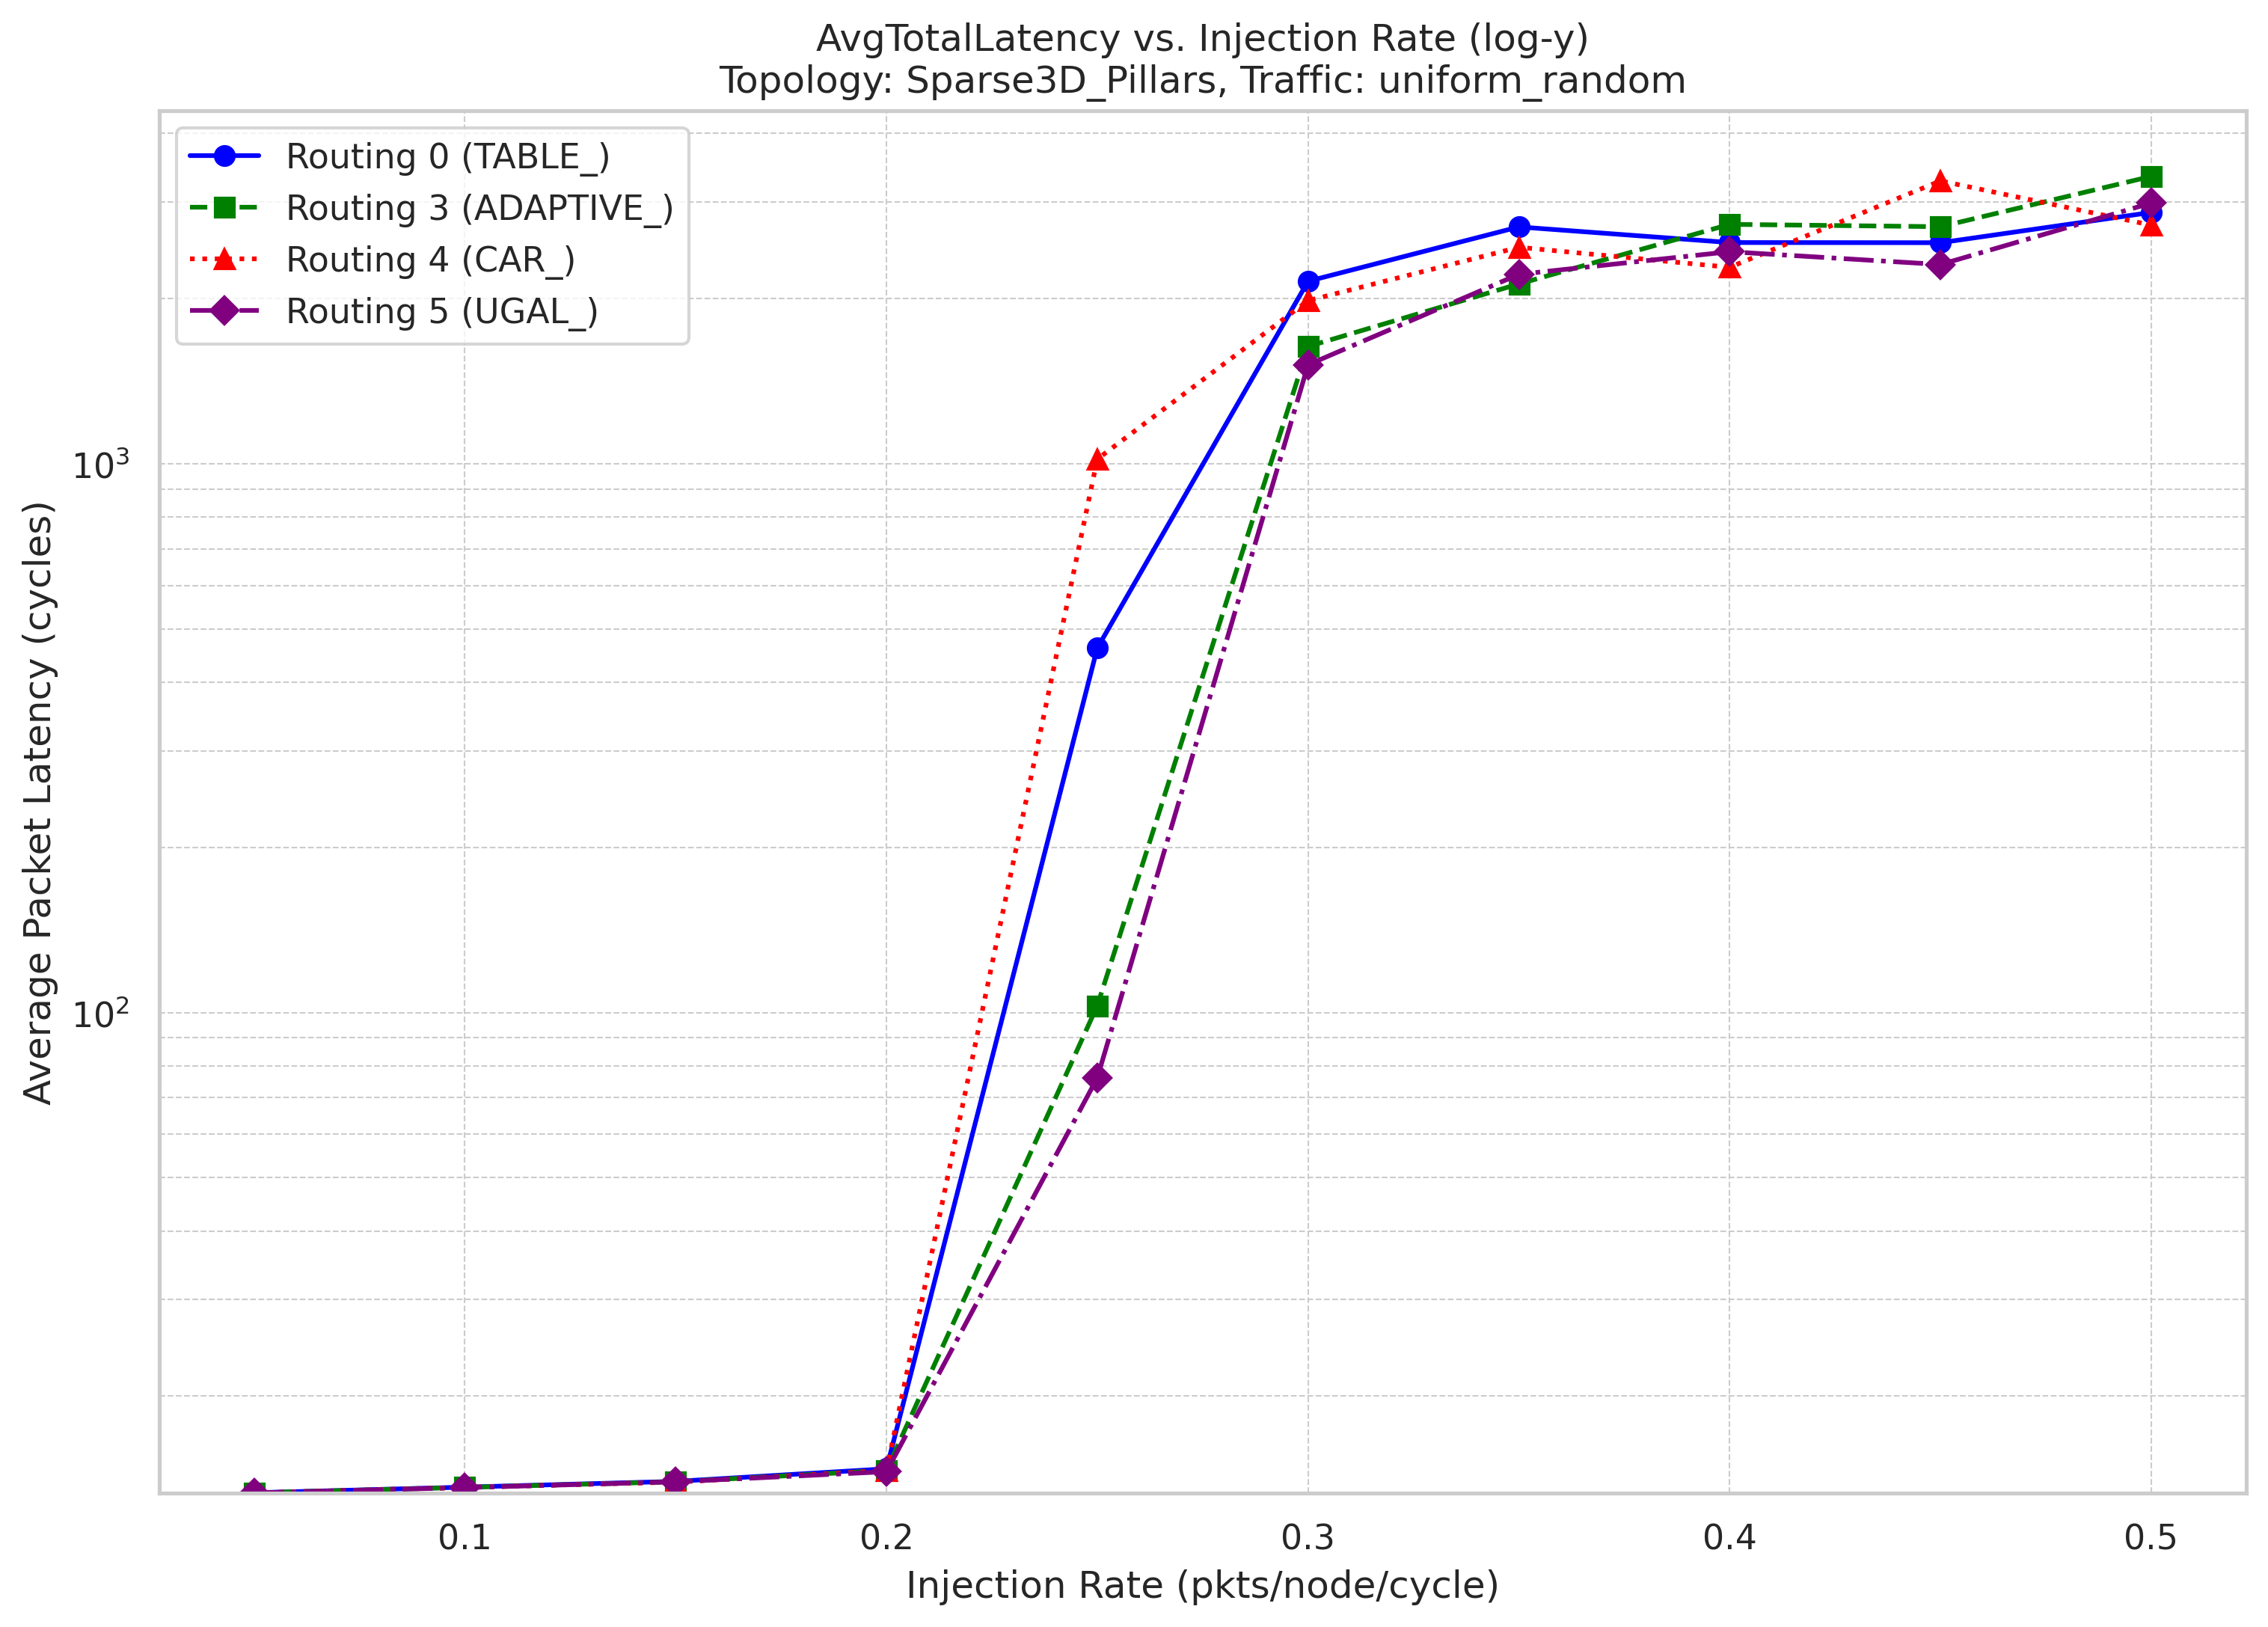 AvgTotalLatency vs. Injection Rate (log-y)
Topology: Sparse3D_Pillars, Traffic: uniform_random
Routing 0 (TABLE_)
Routing 3 (ADAPTIVE_)
Routing 4 (CAR_)
Routing 5 (UGAL_)
Average Packet Latency (cycles)
10³
10²
0.1 0.2 0.3 0.4 0.5
Injection Rate (pkts/node/cycle)